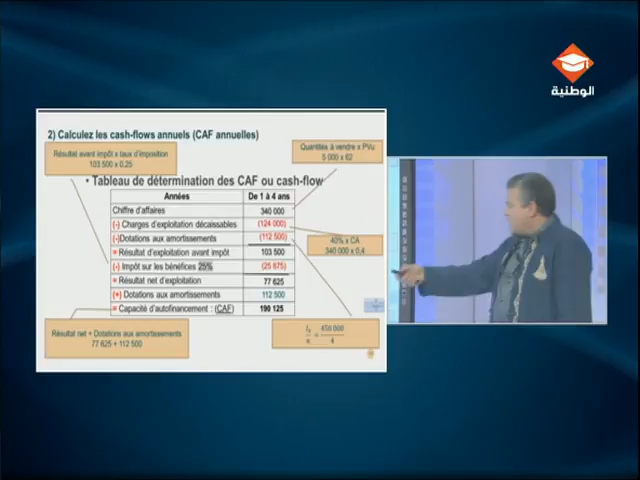 الوطنية
2) Calculez les cash-flows annuels (CAF annuelles)
Résultat avant impôt x taux d'imposition
103 500 x 0,25
Quantités à vendre x PVu
5 000 x 62
• Tableau de détermination des CAF ou cash-flow
Années De 1 à 4 ans
Chiffre d'affaires 340 000
(-) Charges d'exploitation décaissables (124 000)
(-)Dotations aux amortissements (112 500)
= Résultat d'exploitation avant impôt 103 500
(-) Impôt sur les bénéfices 25% (25 875)
= Résultat net d'exploitation 77 625
(+) Dotations aux amortissements 112 500
= Capacité d'autofinancement : (CAF) 190 125
40% x CA
340 000 x 0,4
Résultat net + Dotations aux amortissements
77 625 + 112 500
I₀/n = 450 000/4